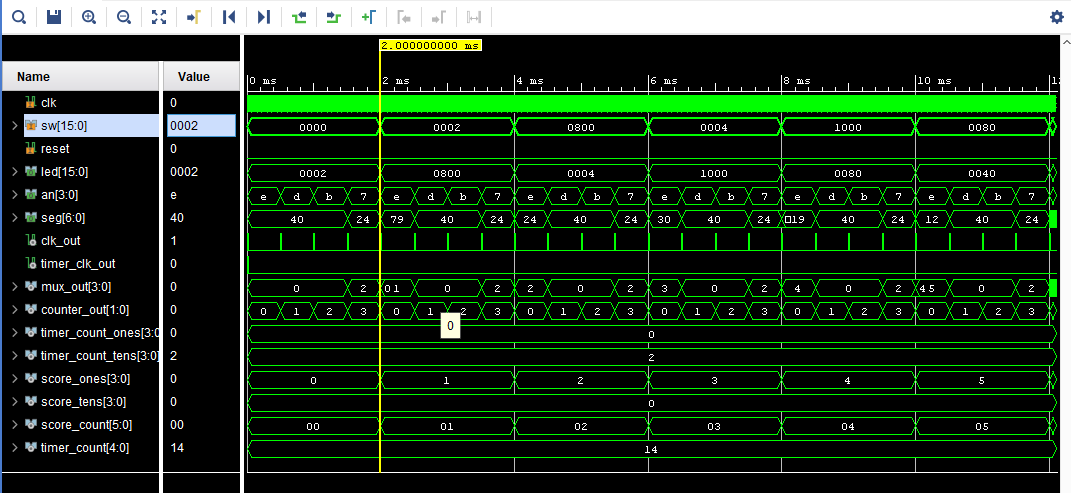 2.000000000 ms
Name Value
0 ms 2 ms 4 ms 6 ms 8 ms 10 ms 12
clk 0
sw[15:0] 0002 0000 0002 0800 0004 1000 0080
reset 0
led[15:0] 0002 0002 0800 0004 1000 0080 0040
an[3:0] e e d b 7 e d b 7 e d b 7 e d b 7 e d b 7 e d b 7
seg[6:0] 40 40 24 79 40 24 24 40 24 30 40 24 19 40 24 12 40 24
clk_out 1
timer_clk_out 0
mux_out[3:0] 0 0 2 0 1 0 2 2 0 2 3 0 2 4 0 2 4 5 0 2
counter_out[1:0] 0 0 1 2 3 0 1 2 3 0 1 2 3 0 1 2 3 0 1 2 3 0 1 2 3
0
timer_count_ones[3:0 0 0
timer_count_tens[3:0] 2 2
score_ones[3:0] 0 0 1 2 3 4 5
score_tens[3:0] 0 0
score_count[5:0] 00 00 01 02 03 04 05
timer_count[4:0] 14 14